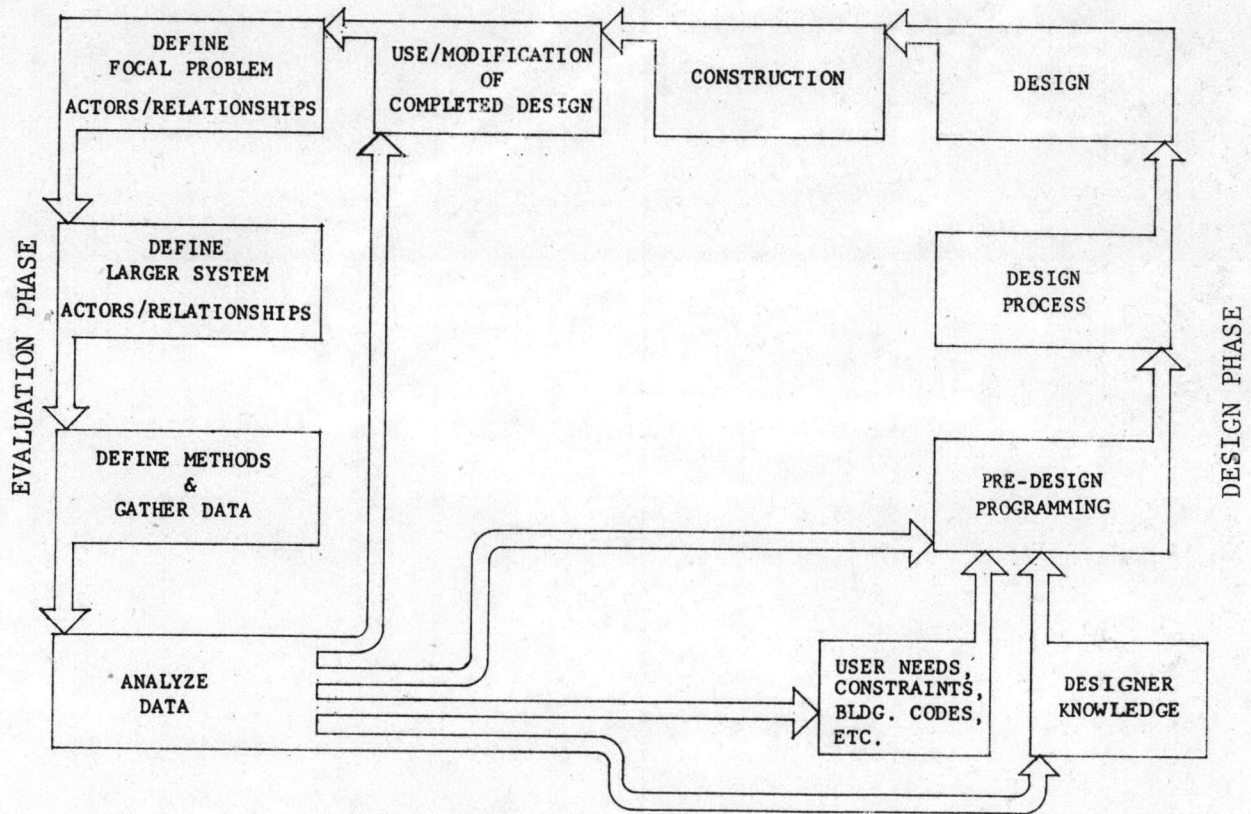 DEFINE
FOCAL PROBLEM
ACTORS/RELATIONSHIPS
USE/MODIFICATION
OF
COMPLETED DESIGN
CONSTRUCTION
DESIGN
EVALUATION PHASE
DEFINE
LARGER SYSTEM
ACTORS/RELATIONSHIPS
DESIGN
PROCESS
DESIGN PHASE
DEFINE METHODS
&
GATHER DATA
PRE-DESIGN
PROGRAMMING
ANALYZE
DATA
USER NEEDS,
CONSTRAINTS,
BLDG. CODES,
ETC.
DESIGNER
KNOWLEDGE